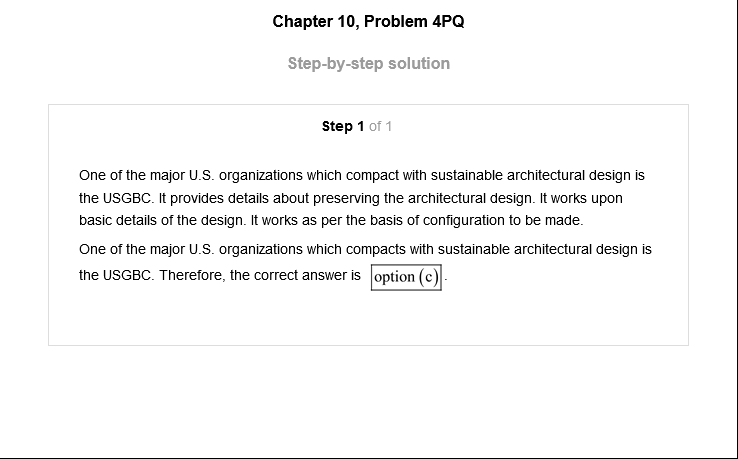 Chapter 10, Problem 4PQ
Step-by-step solution
Step 1 of 1
One of the major U.S. organizations which compact with sustainable architectural design is
the USGBC. It provides details about preserving the architectural design. It works upon
basic details of the design. It works as per the basis of configuration to be made.
One of the major U.S. organizations which compacts with sustainable architectural design is
the USGBC. Therefore, the correct answer is option (c).